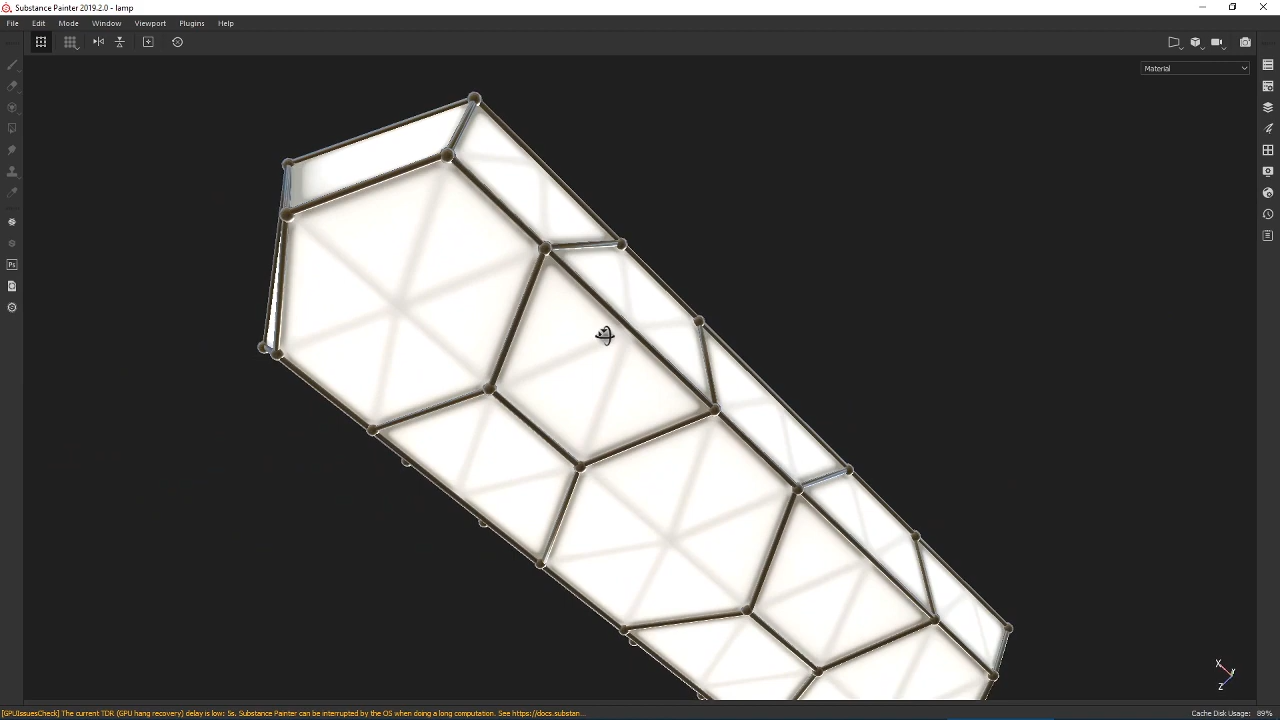 Substance Painter 2019.2.0 - lamp
File Edit Mode Window Viewport Plugins Help
Material
Ps
X
Y
Z
[GPUIssuesCheck] The current TDR (GPU hang recovery) delay is low: 5s. Substance Painter can be interrupted by the OS when doing a long computation. See https://docs.substan...
Cache Disk Usage: 89%